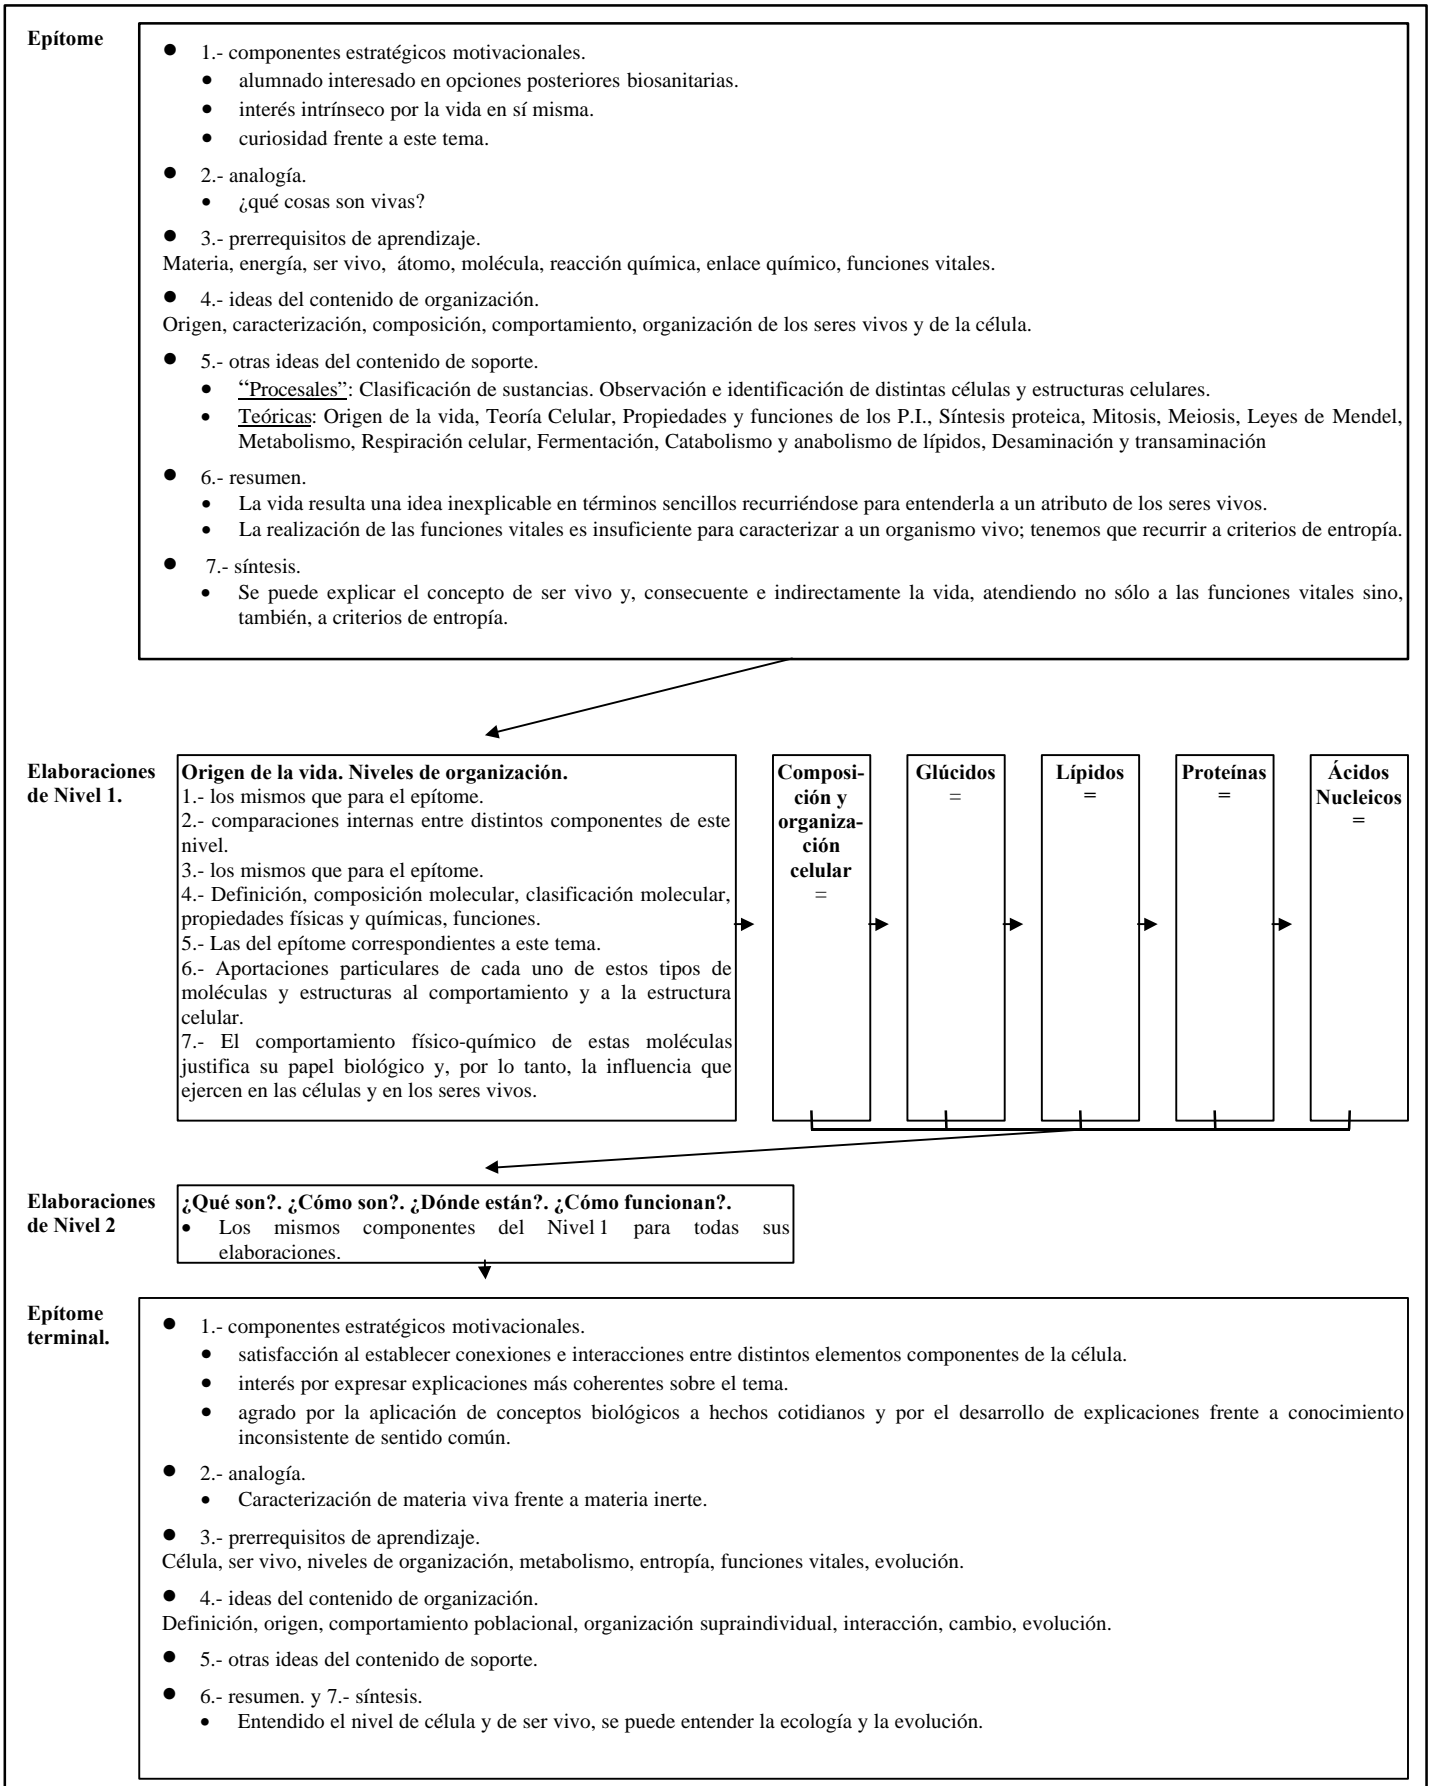 Epítome
● 1.- componentes estratégicos motivacionales.
• alumnado interesado en opciones posteriores biosanitarias.
• interés intrínseco por la vida en sí misma.
• curiosidad frente a este tema.
● 2.- analogía.
• ¿qué cosas son vivas?
● 3.- prerrequisitos de aprendizaje.
Materia, energía, ser vivo, átomo, molécula, reacción química, enlace químico, funciones vitales.
● 4.- ideas del contenido de organización.
Origen, caracterización, composición, comportamiento, organización de los seres vivos y de la célula.
● 5.- otras ideas del contenido de soporte.
• “Procesales”: Clasificación de sustancias. Observación e identificación de distintas células y estructuras celulares.
• Teóricas: Origen de la vida, Teoría Celular, Propiedades y funciones de los P.I., Síntesis proteica, Mitosis, Meiosis, Leyes de Mendel,
Metabolismo, Respiración celular, Fermentación, Catabolismo y anabolismo de lípidos, Desaminación y transaminación
● 6.- resumen.
• La vida resulta una idea inexplicable en términos sencillos recurriéndose para entenderla a un atributo de los seres vivos.
• La realización de las funciones vitales es insuficiente para caracterizar a un organismo vivo; tenemos que recurrir a criterios de entropía.
● 7.- síntesis.
• Se puede explicar el concepto de ser vivo y, consecuente e indirectamente la vida, atendiendo no sólo a las funciones vitales sino,
también, a criterios de entropía.
Elaboraciones
de Nivel 1.
Origen de la vida. Niveles de organización.
1.- los mismos que para el epítome.
2.- comparaciones internas entre distintos componentes de este
nivel.
3.- los mismos que para el epítome.
4.- Definición, composición molecular, clasificación molecular,
propiedades físicas y químicas, funciones.
5.- Las del epítome correspondientes a este tema.
6.- Aportaciones particulares de cada uno de estos tipos de
moléculas y estructuras al comportamiento y a la estructura
celular.
7.- El comportamiento físico-químico de estas moléculas
justifica su papel biológico y, por lo tanto, la influencia que
ejercen en las células y en los seres vivos.
Composi-
ción y
organiza-
ción
celular
=
Glúcidos
=
Lípidos
=
Proteínas
=
Ácidos
Nucleicos
=
Elaboraciones
de Nivel 2
¿Qué son?. ¿Cómo son?. ¿Dónde están?. ¿Cómo funcionan?.
• Los mismos componentes del Nivel 1 para todas sus
elaboraciones.
Epítome
terminal.
● 1.- componentes estratégicos motivacionales.
• satisfacción al establecer conexiones e interacciones entre distintos elementos componentes de la célula.
• interés por expresar explicaciones más coherentes sobre el tema.
• agrado por la aplicación de conceptos biológicos a hechos cotidianos y por el desarrollo de explicaciones frente a conocimiento
inconsistente de sentido común.
● 2.- analogía.
• Caracterización de materia viva frente a materia inerte.
● 3.- prerrequisitos de aprendizaje.
Célula, ser vivo, niveles de organización, metabolismo, entropía, funciones vitales, evolución.
● 4.- ideas del contenido de organización.
Definición, origen, comportamiento poblacional, organización supraindividual, interacción, cambio, evolución.
● 5.- otras ideas del contenido de soporte.
● 6.- resumen. y 7.- síntesis.
• Entendido el nivel de célula y de ser vivo, se puede entender la ecología y la evolución.